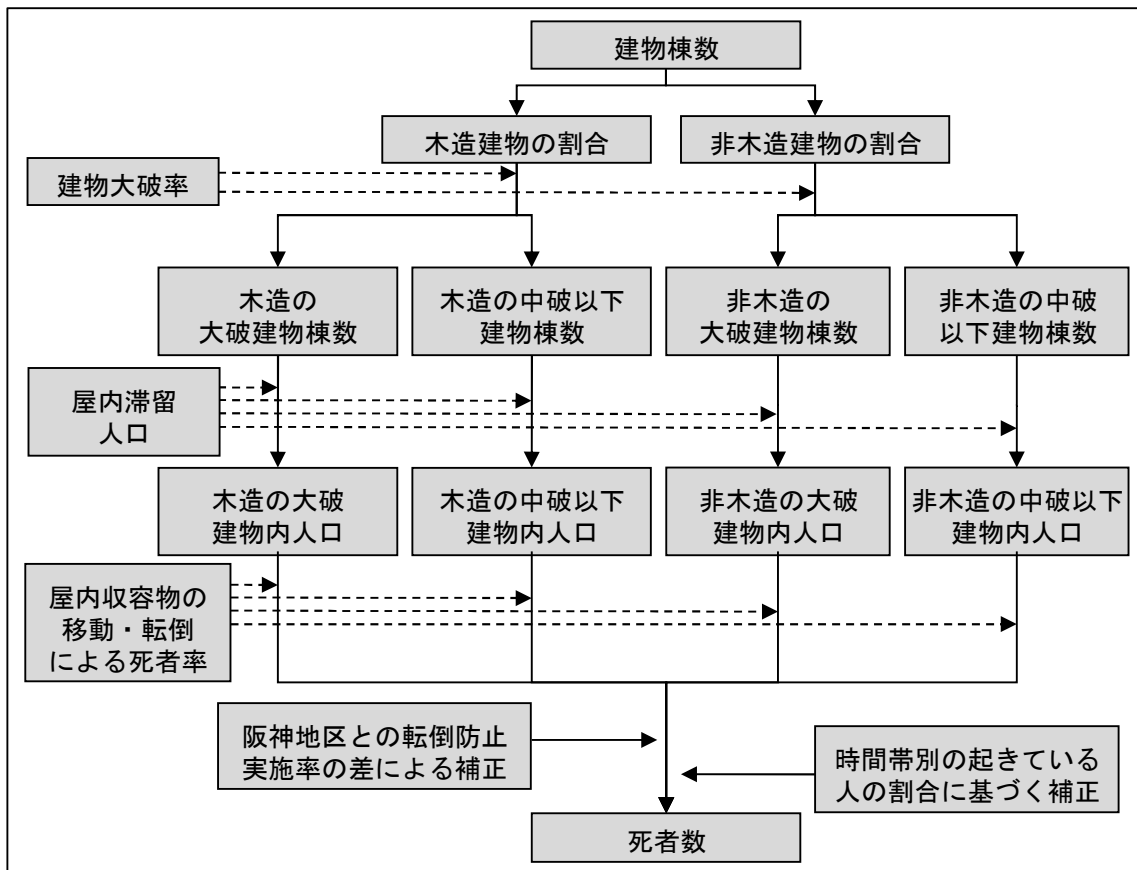 建物棟数
木造建物の割合
非木造建物の割合
建物大破率
木造の
大破建物棟数
木造の中破以下
建物棟数
非木造の
大破建物棟数
非木造の中破
以下建物棟数
屋内滞留
人口
木造の大破
建物内人口
木造の中破以下
建物内人口
非木造の大破
建物内人口
非木造の中破以下
建物内人口
屋内収容物の
移動・転倒
による死者率
阪神地区との転倒防止
実施率の差による補正
時間帯別の起きている
人の割合に基づく補正
死者数